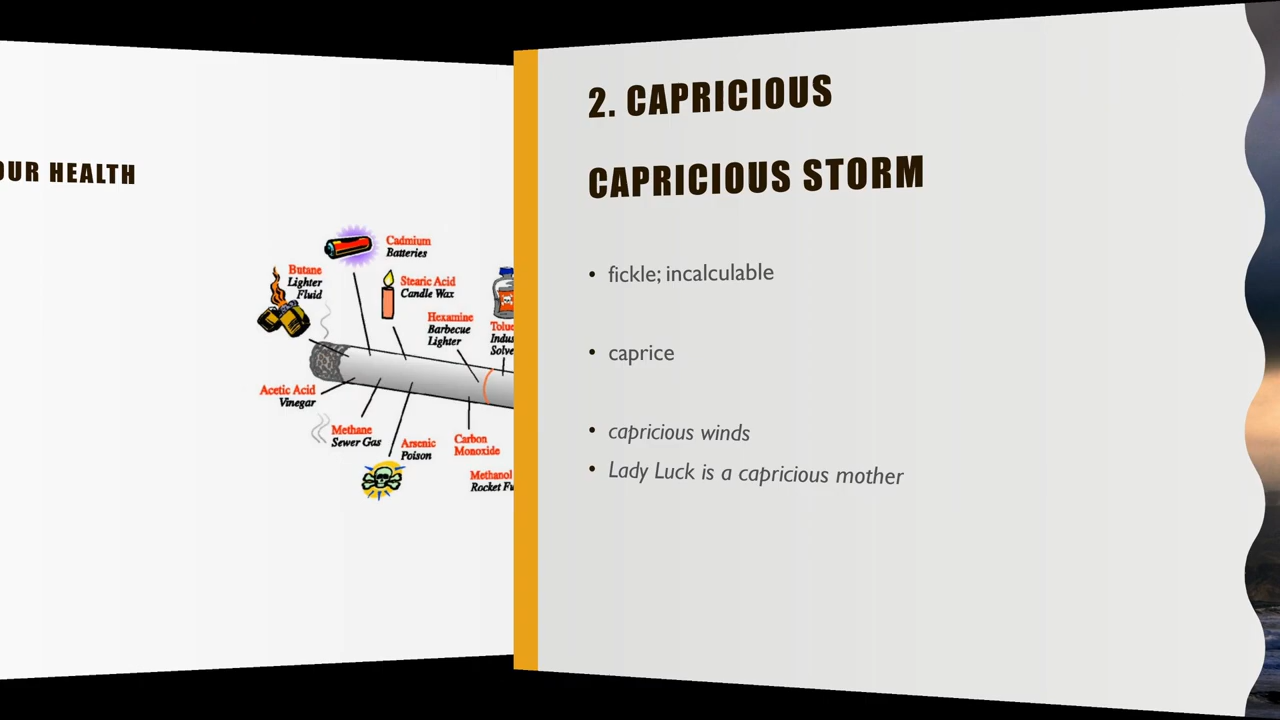 OUR HEALTH
Cadmium
Batteries
Butane
Lighter
Fluid
Stearic Acid
Candle Wax
Hexamine
Barbecue
Lighter
Acetic Acid
Vinegar
Methane
Sewer Gas
Arsenic
Poison
Carbon
Monoxide
Methanol
2. CAPRICIOUS
CAPRICIOUS STORM
• fickle; incalculable
• caprice
• capricious winds
• Lady Luck is a capricious mother